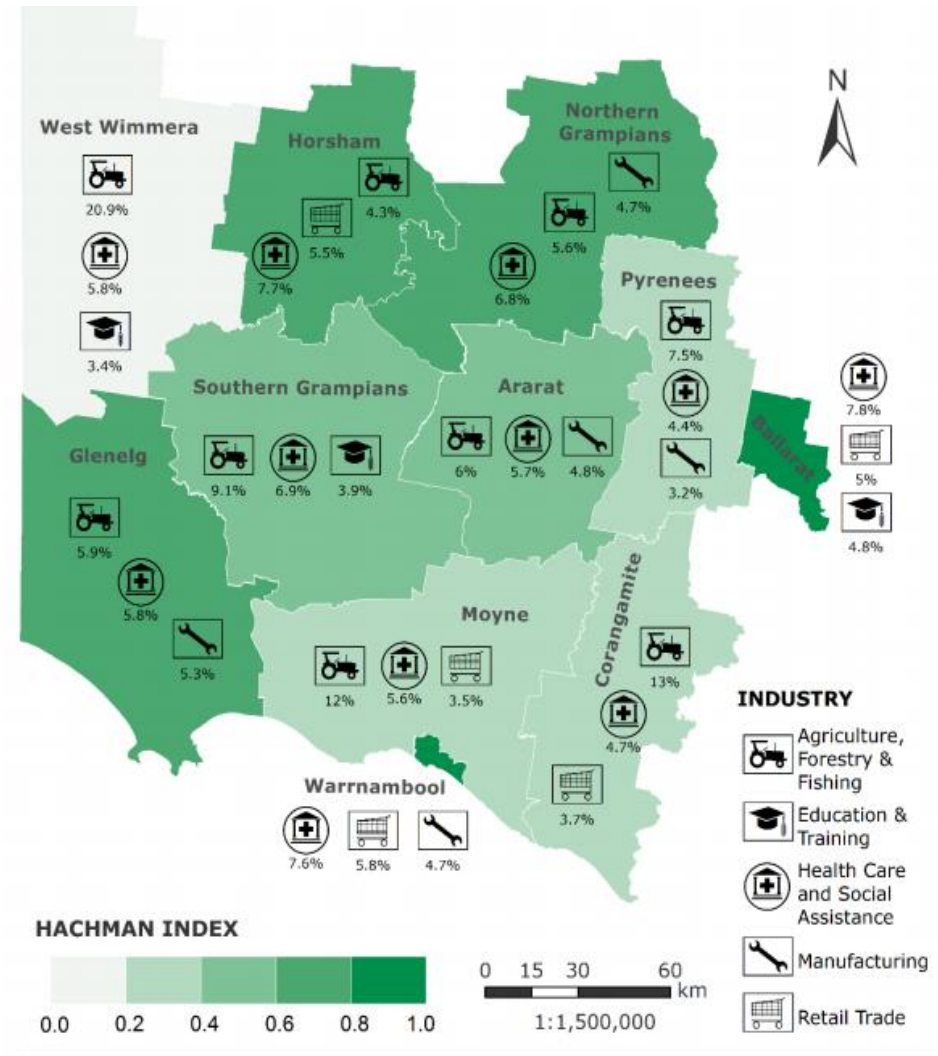 N
West Wimmera
20.9%
5.8%
3.4%
Horsham
4.3%
5.5%
7.7%
Northern
Grampians
4.7%
5.6%
6.8%
Pyrenees
7.5%
4.4%
3.2%
Southern Grampians
9.1%
6.9%
3.9%
Ararat
6%
5.7%
4.8%
Ballarat
7.8%
5%
4.8%
Glenelg
5.9%
5.8%
5.3%
Moyne
12%
5.6%
3.5%
Corangamite
13%
4.7%
3.7%
Warrnambool
7.6%
5.8%
4.7%
INDUSTRY
Agriculture,
Forestry &
Fishing
Education &
Training
Health Care
and Social
Assistance
Manufacturing
Retail Trade
HACHMAN INDEX
0.0 0.2 0.4 0.6 0.8 1.0
0 15 30 60
km
1:1,500,000